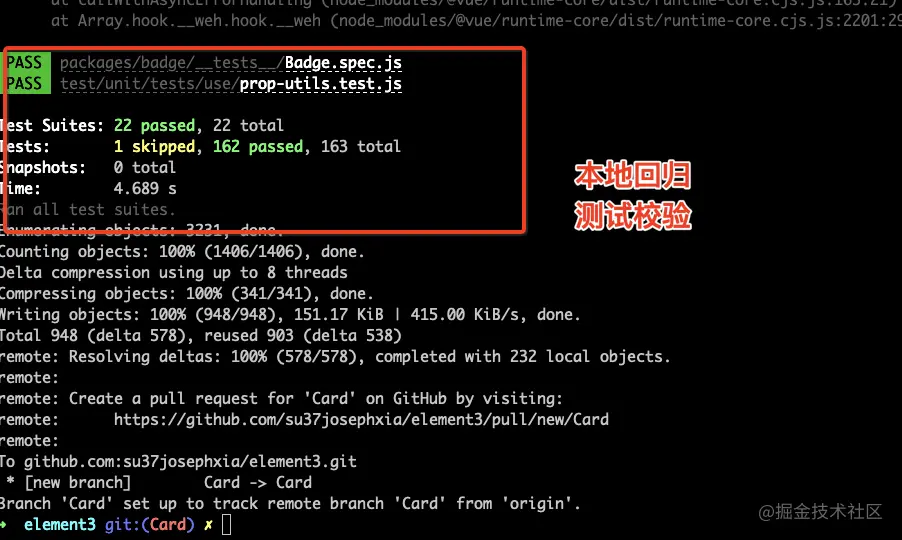 at callWithAsyncErrorHandling (node_modules/@vue/runtime-core/dist/runtime-core.cjs.js:163:21)
at Array.hook.__weh.hook.__weh (node_modules/@vue/runtime-core/dist/runtime-core.cjs.js:2201:29
PASS packages/badge/__tests__/Badge.spec.js
PASS test/unit/tests/use/prop-utils.test.js
Test Suites: 22 passed, 22 total
Tests: 1 skipped, 162 passed, 163 total
Snapshots: 0 total
Time: 4.689 s
Ran all test suites.
本地回归
测试校验
Enumerating objects: 3231, done.
Counting objects: 100% (1406/1406), done.
Delta compression using up to 8 threads
Compressing objects: 100% (341/341), done.
Writing objects: 100% (948/948), 151.17 KiB | 415.00 KiB/s, done.
Total 948 (delta 578), reused 903 (delta 538)
remote: Resolving deltas: 100% (578/578), completed with 232 local objects.
remote:
remote: Create a pull request for 'Card' on GitHub by visiting:
remote: https://github.com/su37josephxia/element3/pull/new/Card
remote:
To github.com:su37josephxia/element3.git
* [new branch] Card -> Card
Branch 'Card' set up to track remote branch 'Card' from 'origin'.
➜ element3 git:(Card) ✗
@掘金技术社区